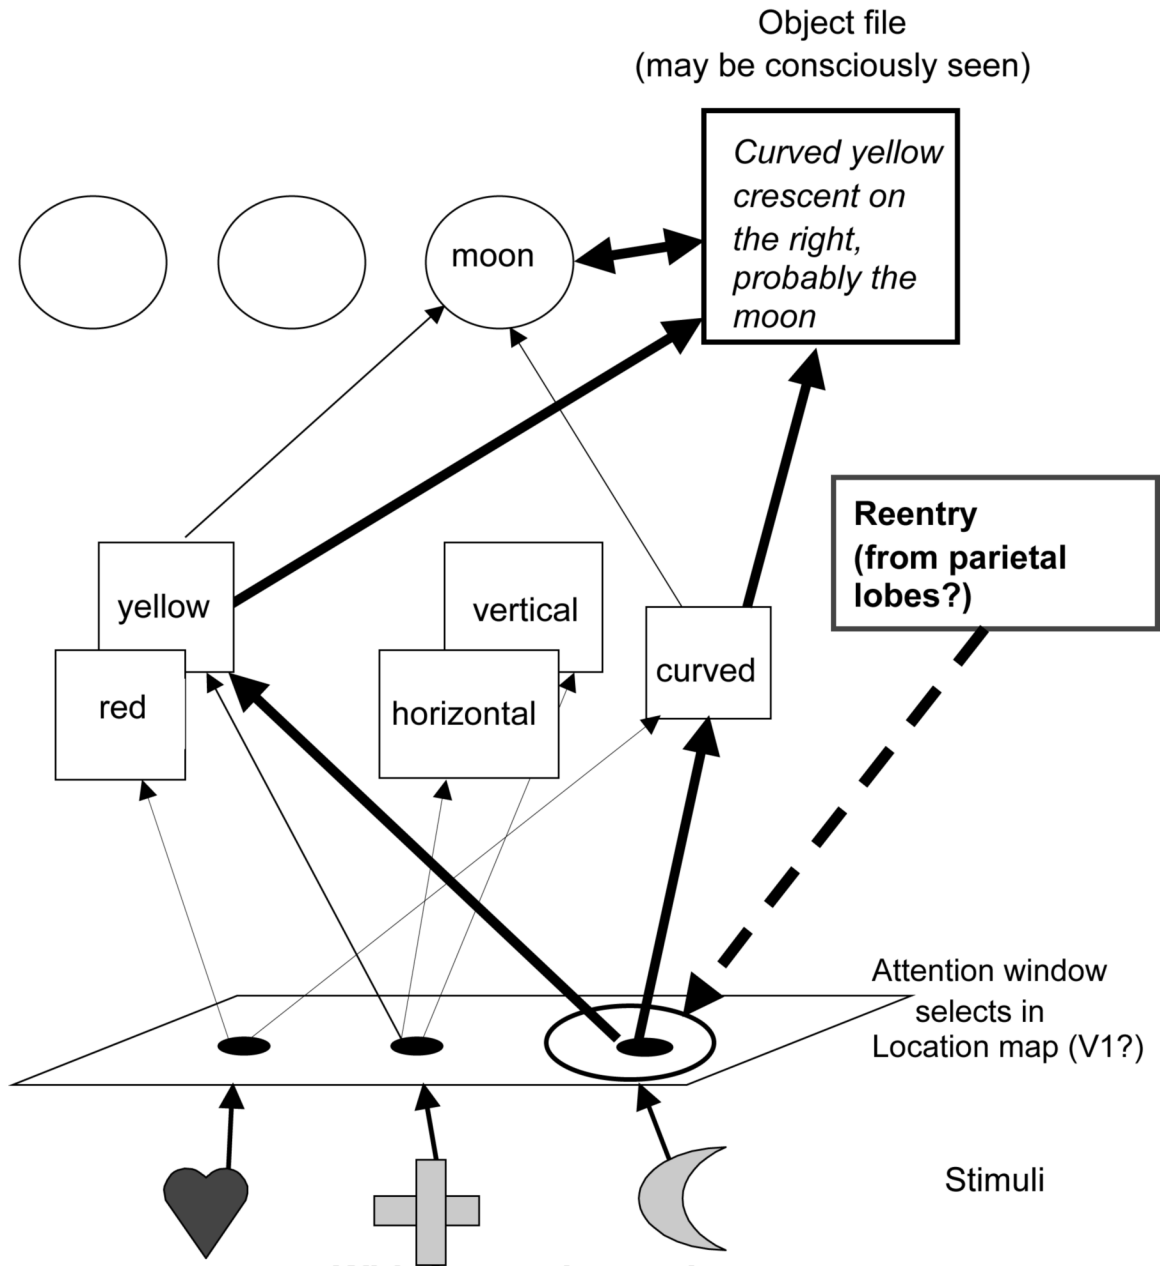 Object file
(may be consciously seen)
Curved yellow
crescent on
the right,
probably the
moon
moon
Reentry
(from parietal
lobes?)
yellow
vertical
curved
red
horizontal
Attention window
selects in
Location map (V1?)
Stimuli